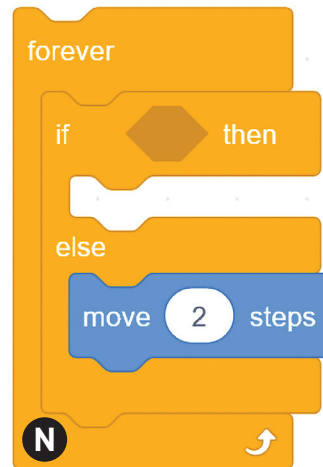 forever
if then
else
move 2 steps
N